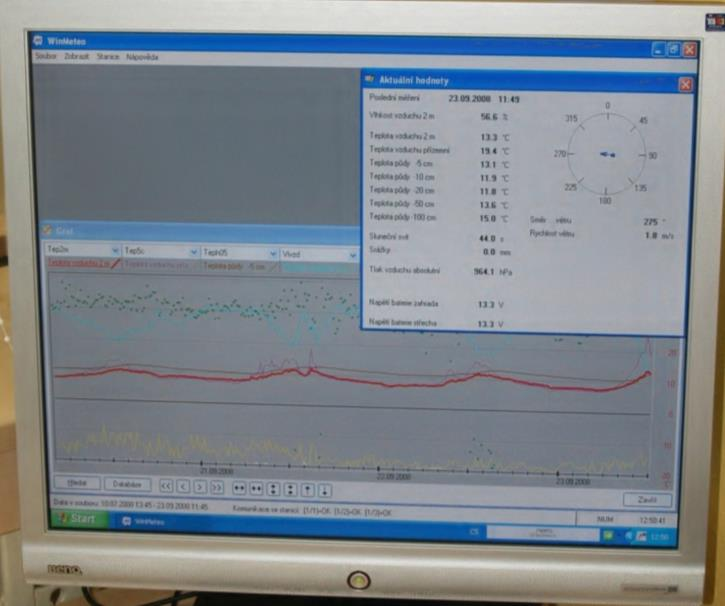 WinMeteo
Soubor Zobrazit Stanice Nápověda
Aktuální hodnoty
Poslední měření 23.09.2008 11:49
Vlhkost vzduchu 2 m 56.6 %
Teplota vzduchu 2 m 13.3 °C
Teplota vzduchu přízemní 19.4 °C
Teplota půdy -5 cm 13.1 °C
Teplota půdy -10 cm 11.9 °C
Teplota půdy -20 cm 11.8 °C
Teplota půdy -50 cm 13.6 °C
Teplota půdy -100 cm 15.0 °C
Sluneční svit 44.0 s
Srážky 0.0 mm
Tlak vzduchu absolutní 964.1 hPa
Napětí baterie zahrada 13.3 V
Napětí baterie střecha 13.3 V
0
315 45
270 90
225 135
180
Směr větru 275 °
Rychlost větru 1.8 m/s
Graf
Tep2m Tep5c Teph05 Vlvod
Teplota vzduchu 2 m Teplota vzduchu příz Teplota půdy -5 cm
20
10
0
10
-20
21.09.2008 22.09.2008 23.09.2008
Hledat Databáze << < > >> Zavřít
Data v souboru: 10.07.2008 13:45 - 23.09.2008 11:45 Komunikace se stanicí: [1/1]=OK [1/2]=OK [1/3]=OK NUM 12:50:41
Start WinMeteo CS 12:50
BenQ